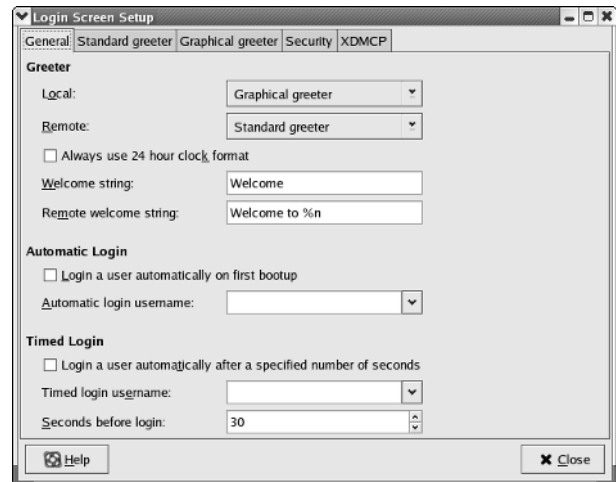 Login Screen Setup
General Standard greeter Graphical greeter Security XDMCP
Greeter
Local: Graphical greeter
Remote: Standard greeter
Always use 24 hour clock format
Welcome string: Welcome
Remote welcome string: Welcome to %n
Automatic Login
Login a user automatically on first bootup
Automatic login username:
Timed Login
Login a user automatically after a specified number of seconds
Timed login username:
Seconds before login: 30
Help Close